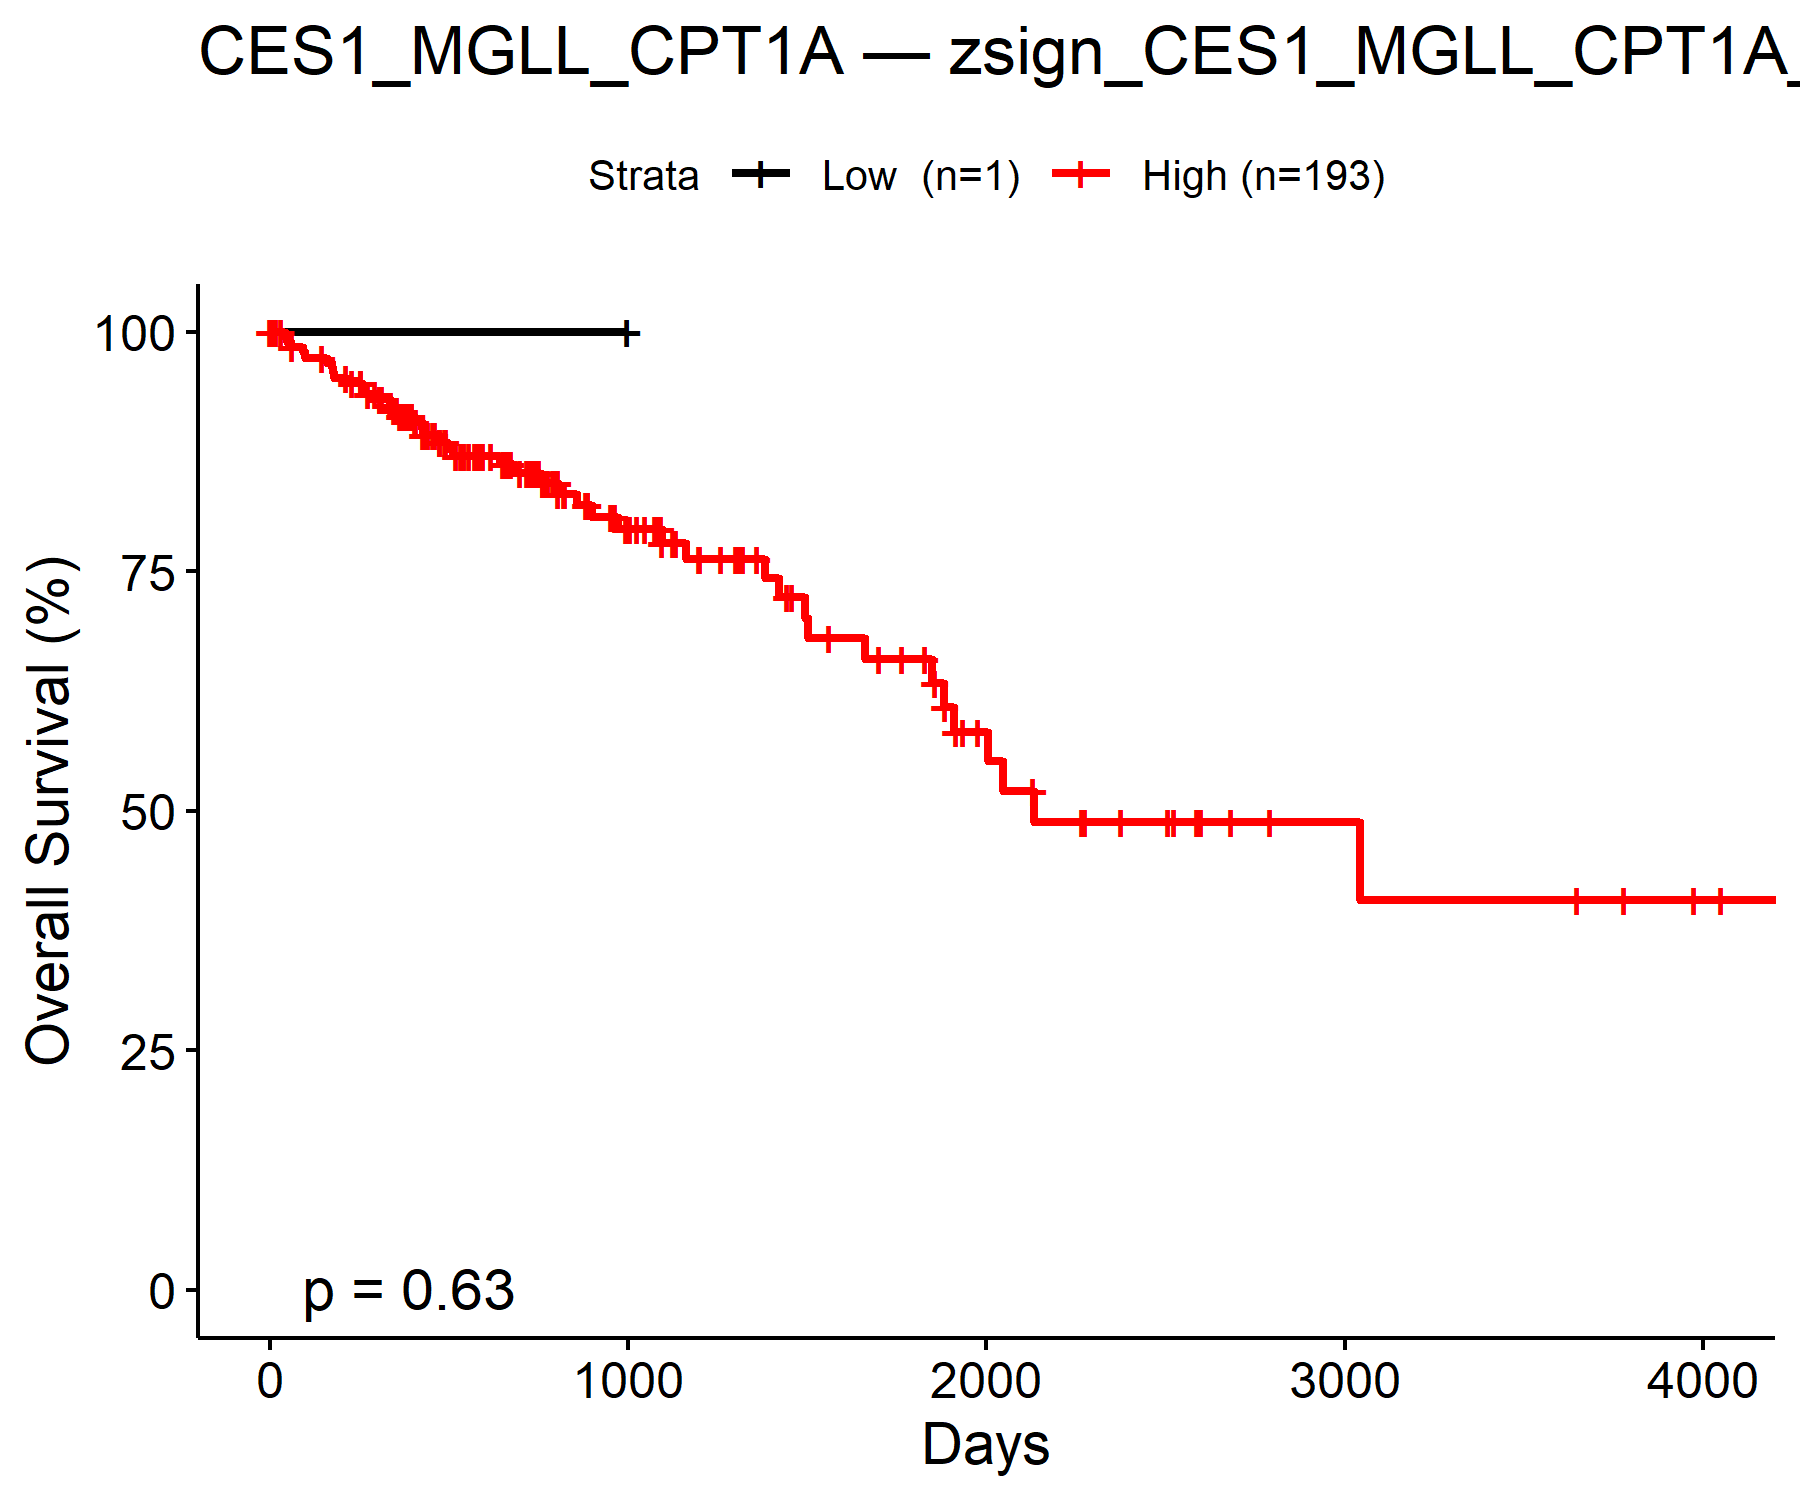 CES1_MGLL_CPT1A — zsign_CES1_MGLL_CPT1A_
Strata Low (n=1) High (n=193)
Overall Survival (%)
100
75
50
25
0
p = 0.63
0 1000 2000 3000 4000
Days